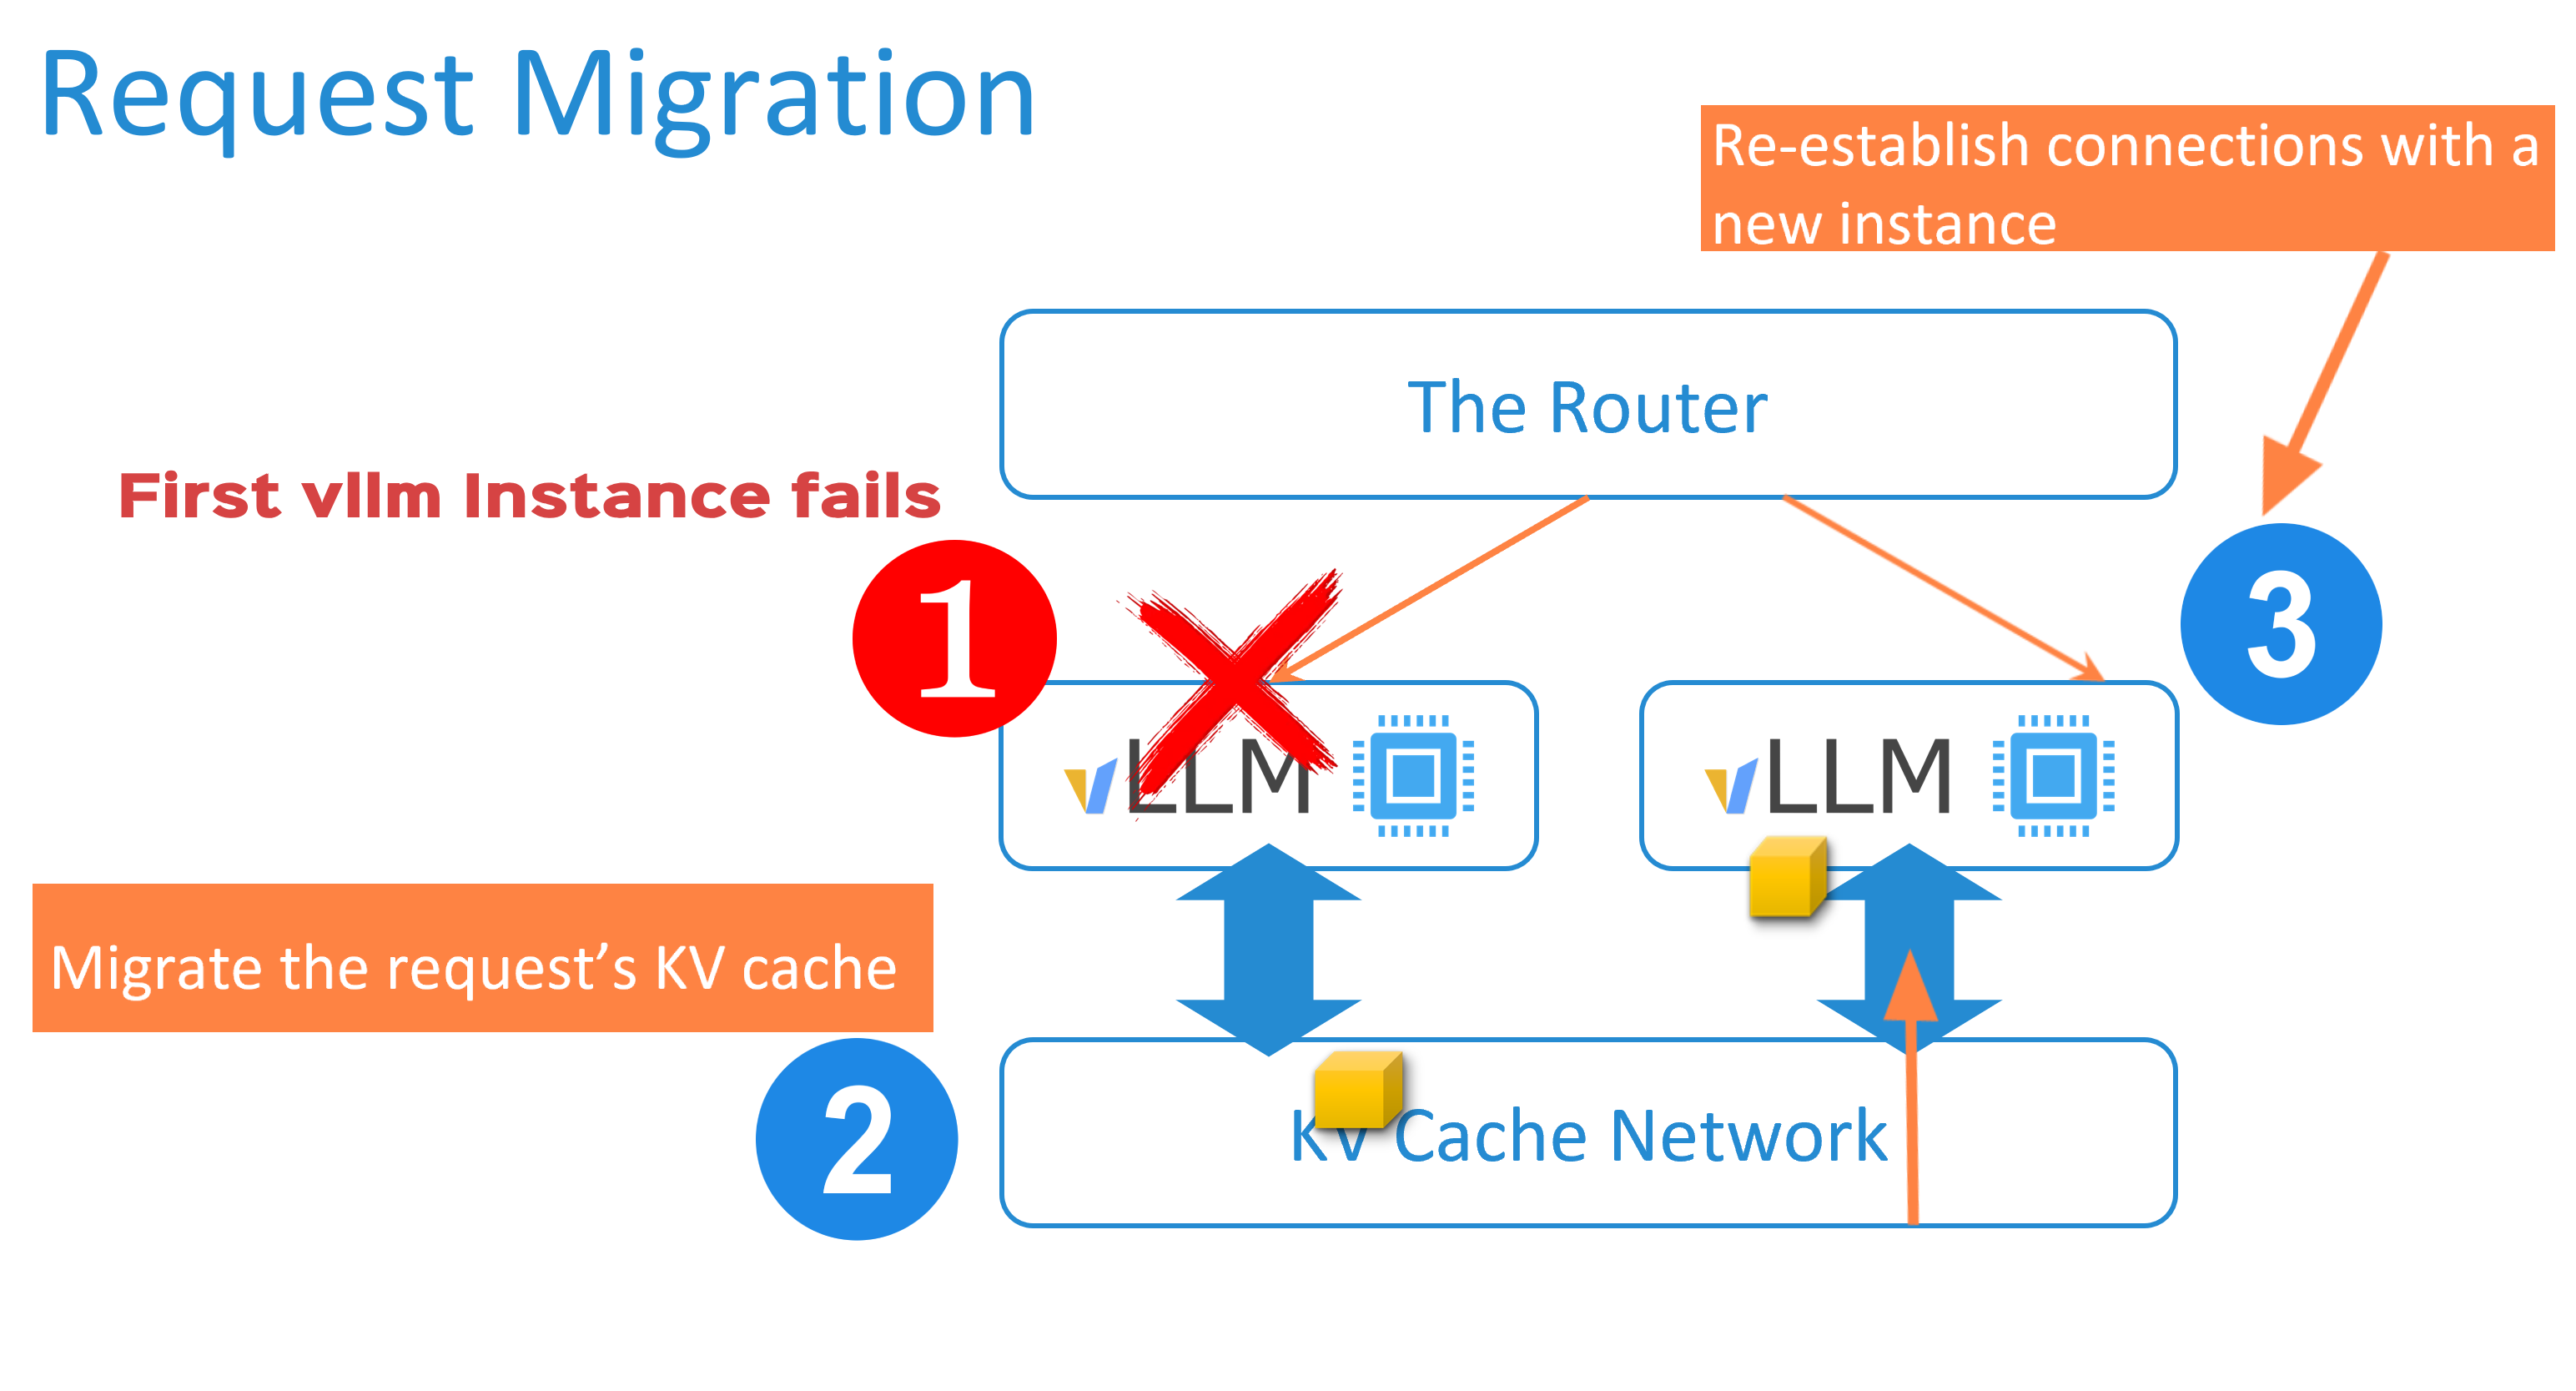 Request Migration
Re-establish connections with a
new instance
The Router
First vllm Instance fails
1
3
vLLM
vLLM
Migrate the request’s KV cache
2
KV Cache Network